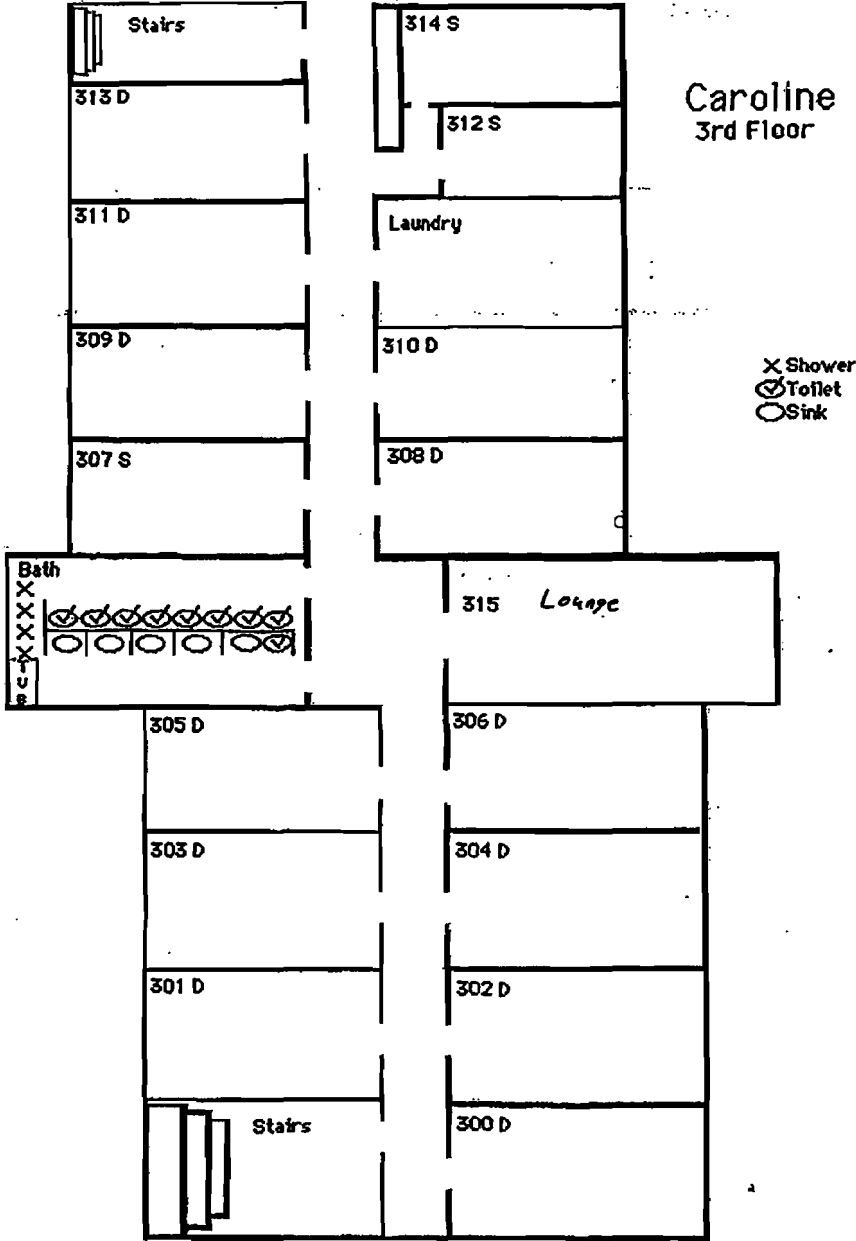 Stairs
314 S
Caroline
3rd Floor
313 D
312 S
311 D
Laundry
309 D
310 D
X Shower
Toilet
Sink
307 S
308 D
Bath
X
X
X
X
TUB
315 Lounge
305 D
306 D
303 D
304 D
301 D
302 D
Stairs
300 D